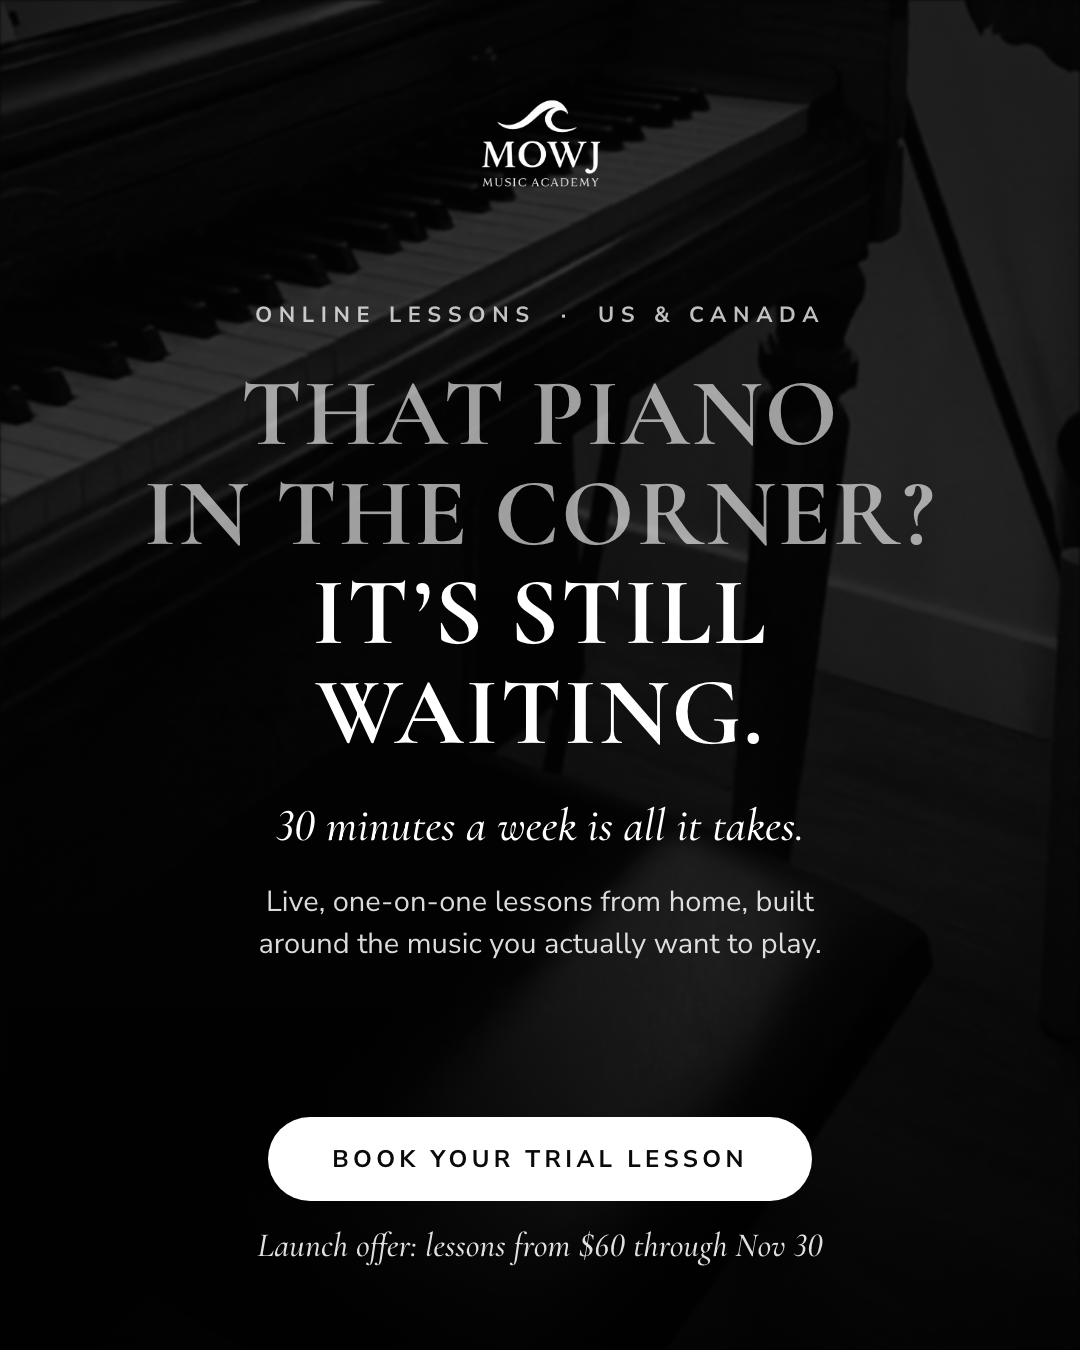 MOWJ
MUSIC ACADEMY
ONLINE LESSONS · US & CANADA
THAT PIANO
IN THE CORNER?
IT’S STILL
WAITING.
30 minutes a week is all it takes.
Live, one-on-one lessons from home, built
around the music you actually want to play.
BOOK YOUR TRIAL LESSON
Launch offer: lessons from $60 through Nov 30